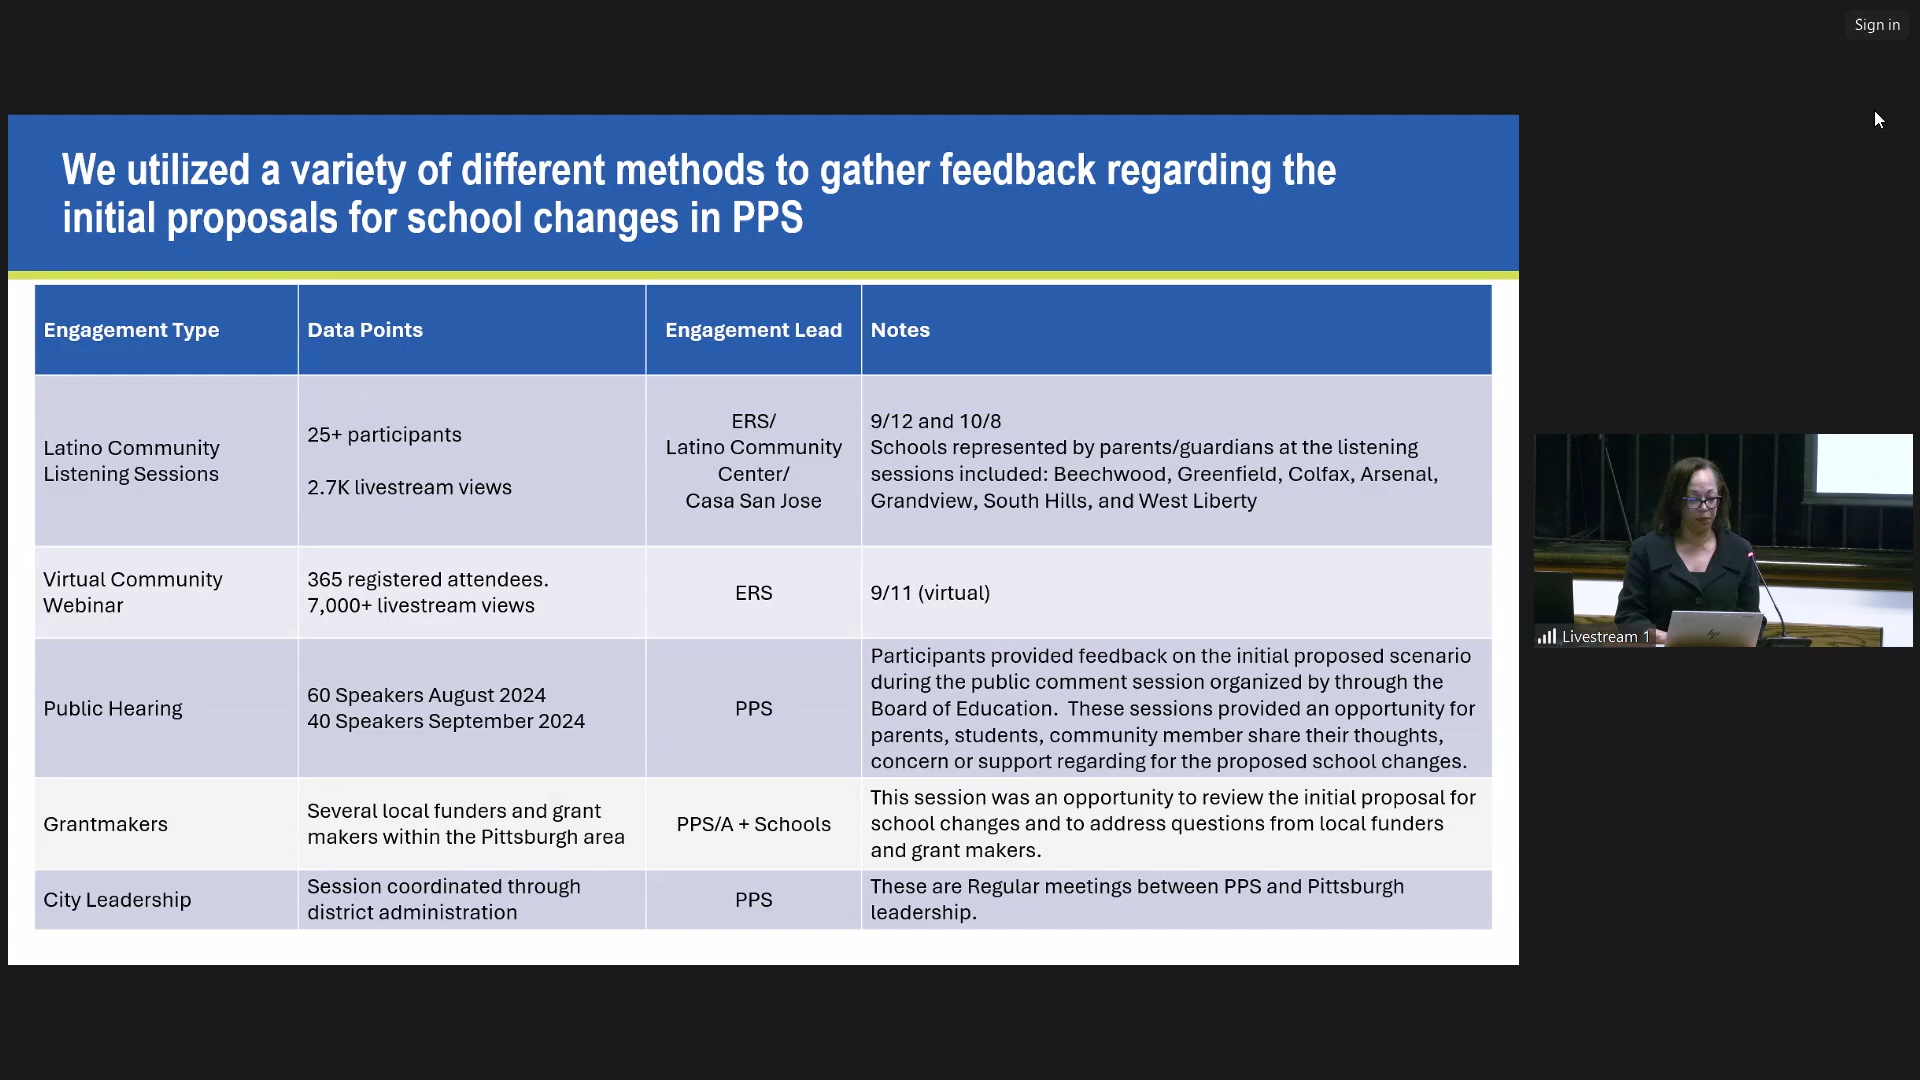 Sign in
We utilized a variety of different methods to gather feedback regarding the
initial proposals for school changes in PPS
Engagement Type
Data Points
Engagement Lead
Notes
Latino Community
Listening Sessions
25+ participants
2.7K livestream views
ERS/
Latino Community
Center/
Casa San Jose
9/12 and 10/8
Schools represented by parents/guardians at the listening
sessions included: Beechwood, Greenfield, Colfax, Arsenal,
Grandview, South Hills, and West Liberty
Virtual Community
Webinar
365 registered attendees.
7,000+ livestream views
ERS
9/11 (virtual)
Public Hearing
60 Speakers August 2024
40 Speakers September 2024
PPS
Participants provided feedback on the initial proposed scenario
during the public comment session organized by through the
Board of Education.  These sessions provided an opportunity for
parents, students, community member share their thoughts,
concern or support regarding for the proposed school changes.
Grantmakers
Several local funders and grant
makers within the Pittsburgh area
PPS/A + Schools
This session was an opportunity to review the initial proposal for
school changes and to address questions from local funders
and grant makers.
City Leadership
Session coordinated through
district administration
PPS
These are Regular meetings between PPS and Pittsburgh
leadership.
Livestream 1
hp